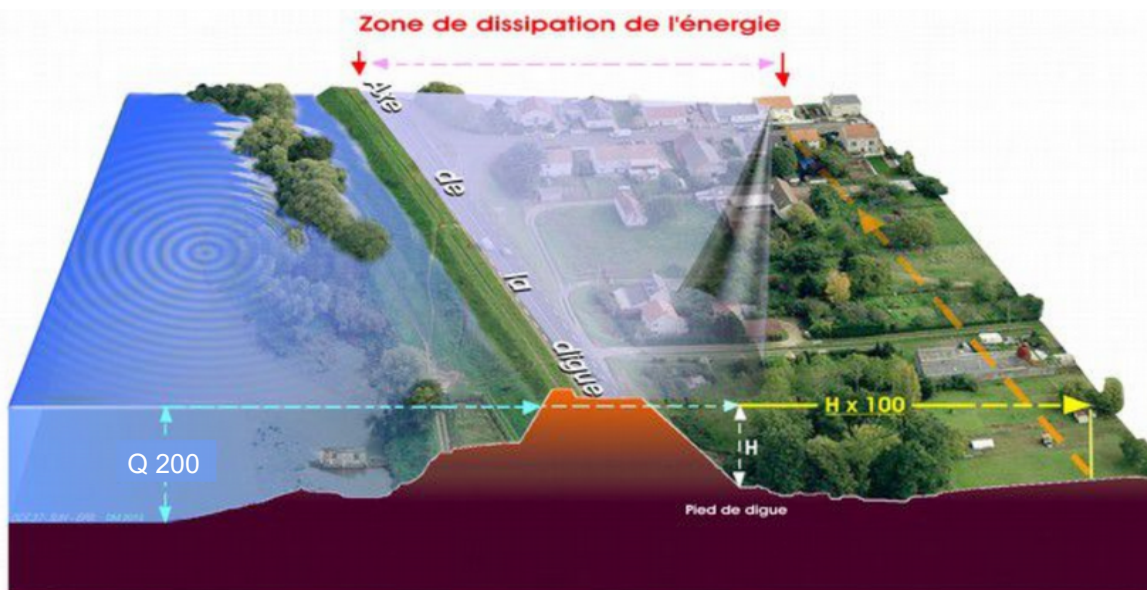 Zone de dissipation de l'énergie
Axe de la digue
H x 100
Q 200
H
Pied de digue